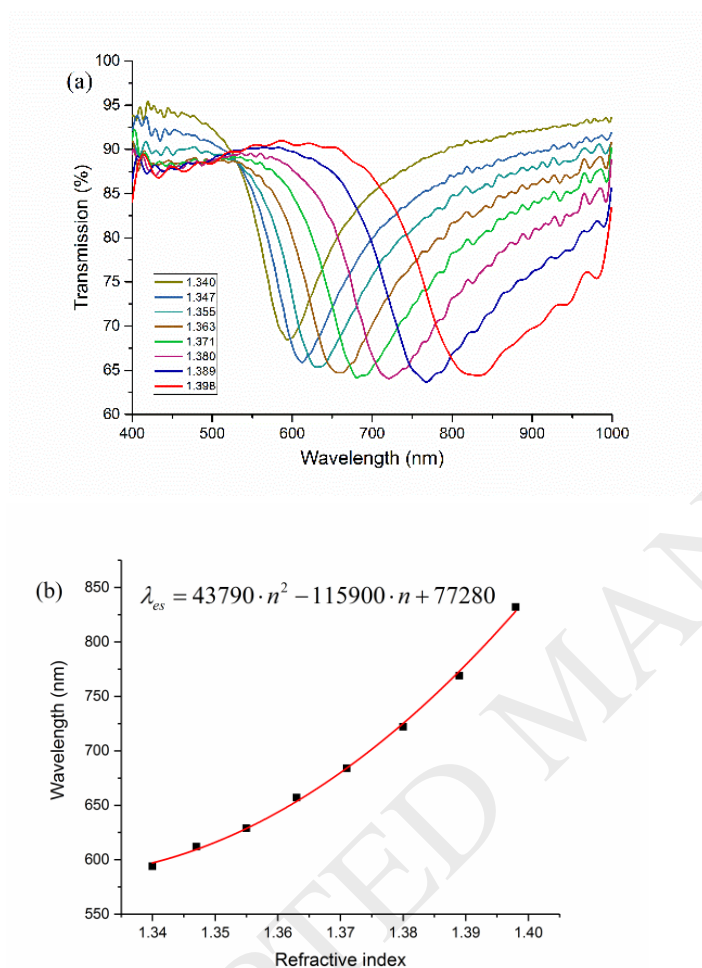 (a)
100
95
90
85
80
75
70
65
60
Transmission (%)
1.340
1.347
1.355
1.363
1.371
1.380
1.389
1.398
400 500 600 700 800 900 1000
Wavelength (nm)
(b)
λes = 43790 · n² − 115900 · n + 77280
850
800
750
700
650
600
550
Wavelength (nm)
1.34 1.35 1.36 1.37 1.38 1.39 1.40
Refractive index
RTED MAN